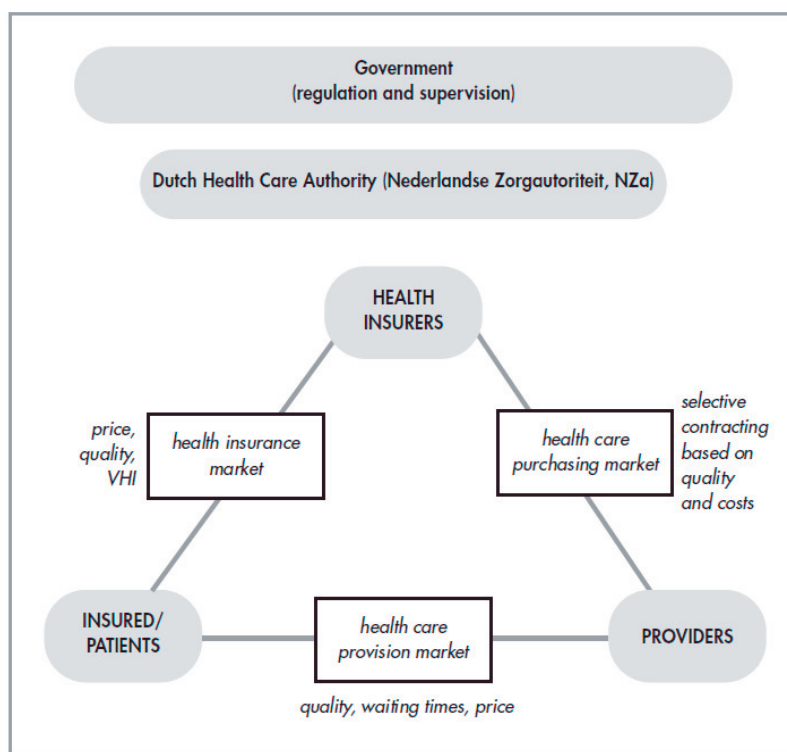 Government
(regulation and supervision)
Dutch Health Care Authority (Nederlandse Zorgautoriteit, NZa)
HEALTH
INSURERS
price,
quality,
VHI
health insurance
market
health care
purchasing market
selective
contracting
based on
quality
and costs
INSURED/
PATIENTS
health care
provision market
PROVIDERS
quality, waiting times, price